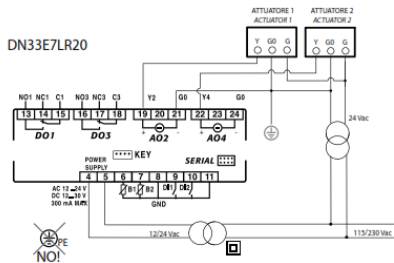 ATTUATORE 1
ACTUATOR 1
ATTUATORE 2
ACTUATOR 2
Y G0 G
Y G0 G
DN33E7LR20
NO1 NC1 C1
NO3 NC3 C3
Y2
G0
Y4
G0
13 14 15
16 17 18
19 20 21
22 23 24
DO1
DO3
- +
AO2
- +
AO4
24 Vac
KEY
SERIAL
POWER
SUPPLY
4 5 6 7 8 9 10 11
AC 12 24 V
DC 12 30 V
300 mA MAX
B1
B2
DI1
DI2
GND
PE
NO!
12/24 Vac
115/230 Vac